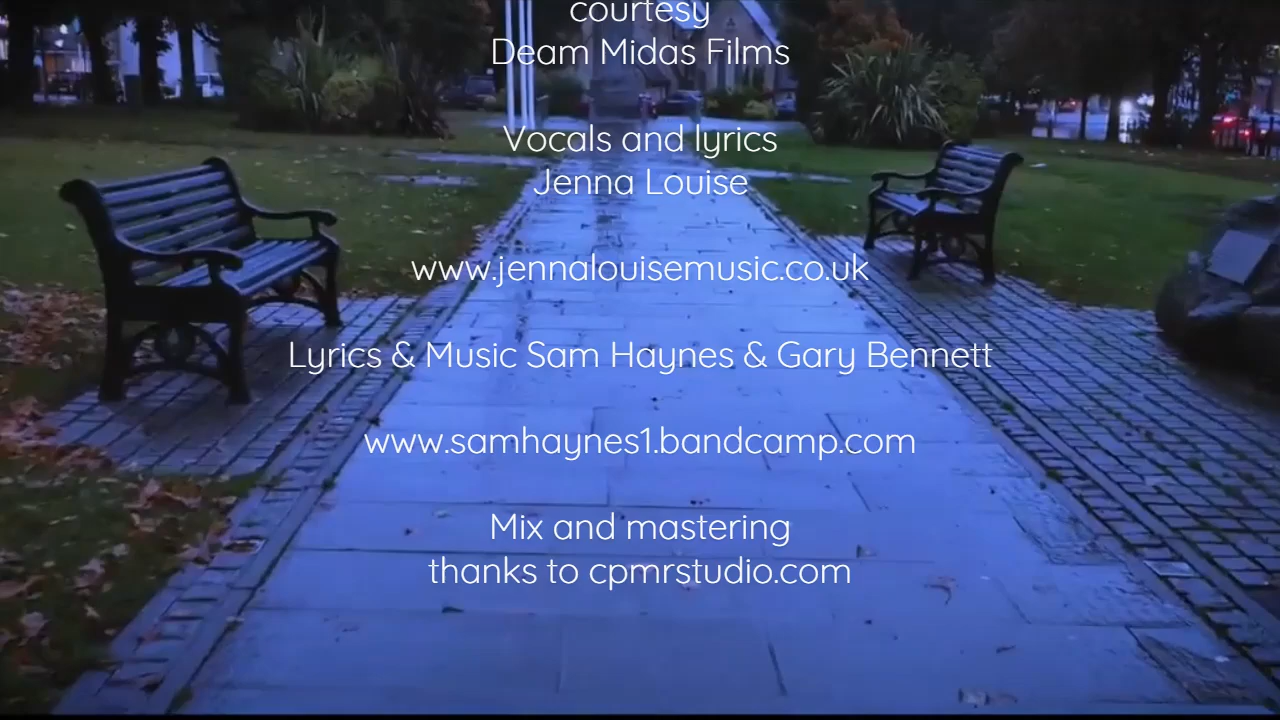 courtesy
Deam Midas Films
Vocals and lyrics
Jenna Louise
www.jennalouisemusic.co.uk
Lyrics & Music Sam Haynes & Gary Bennett
www.samhaynes1.bandcamp.com
Mix and mastering
thanks to cpmrstudio.com